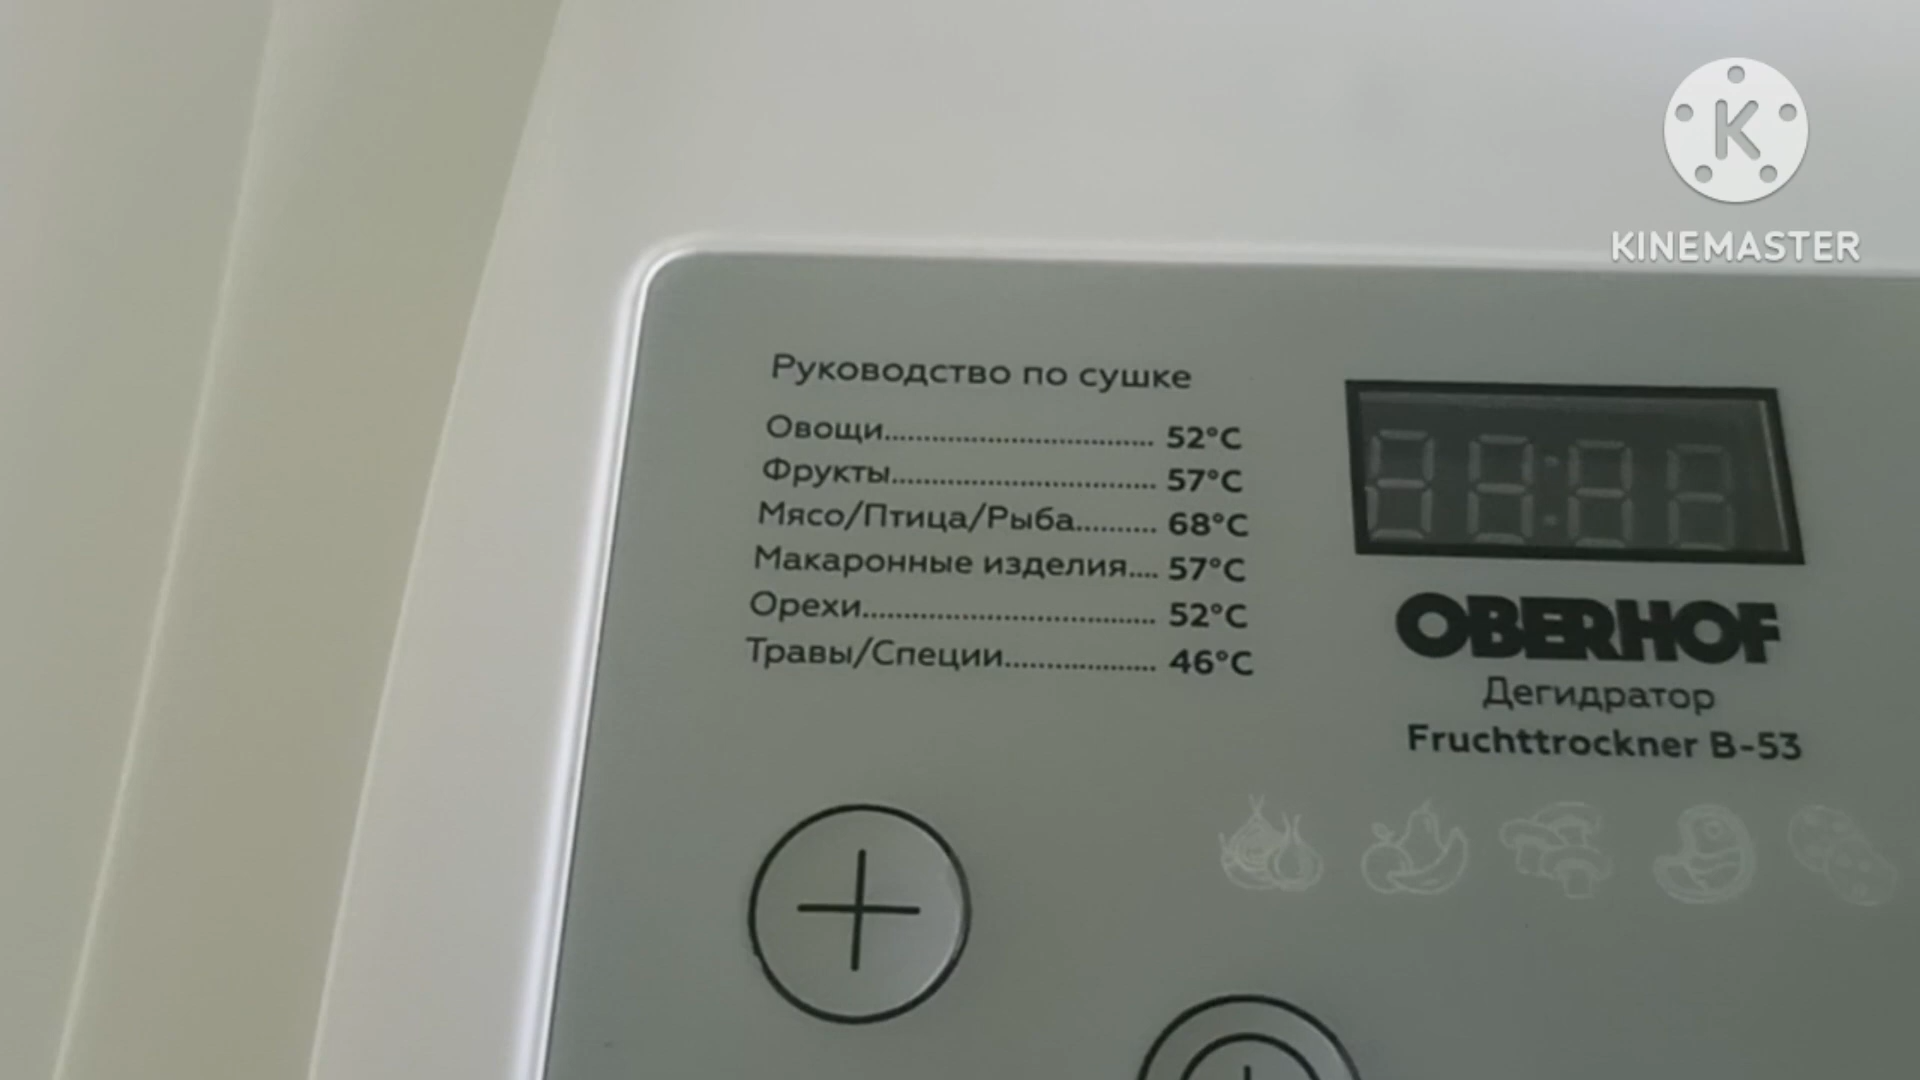 KINEMASTER
Руководство по сушке
Овощи................................ 52°C
Фрукты............................... 57°C
Мясо/Птица/Рыба.......... 68°C
Макаронные изделия.... 57°C
Орехи.................................. 52°C
Травы/Специи.................. 46°C
OBERHOF
Дегидратор
Fruchttrockner B-53